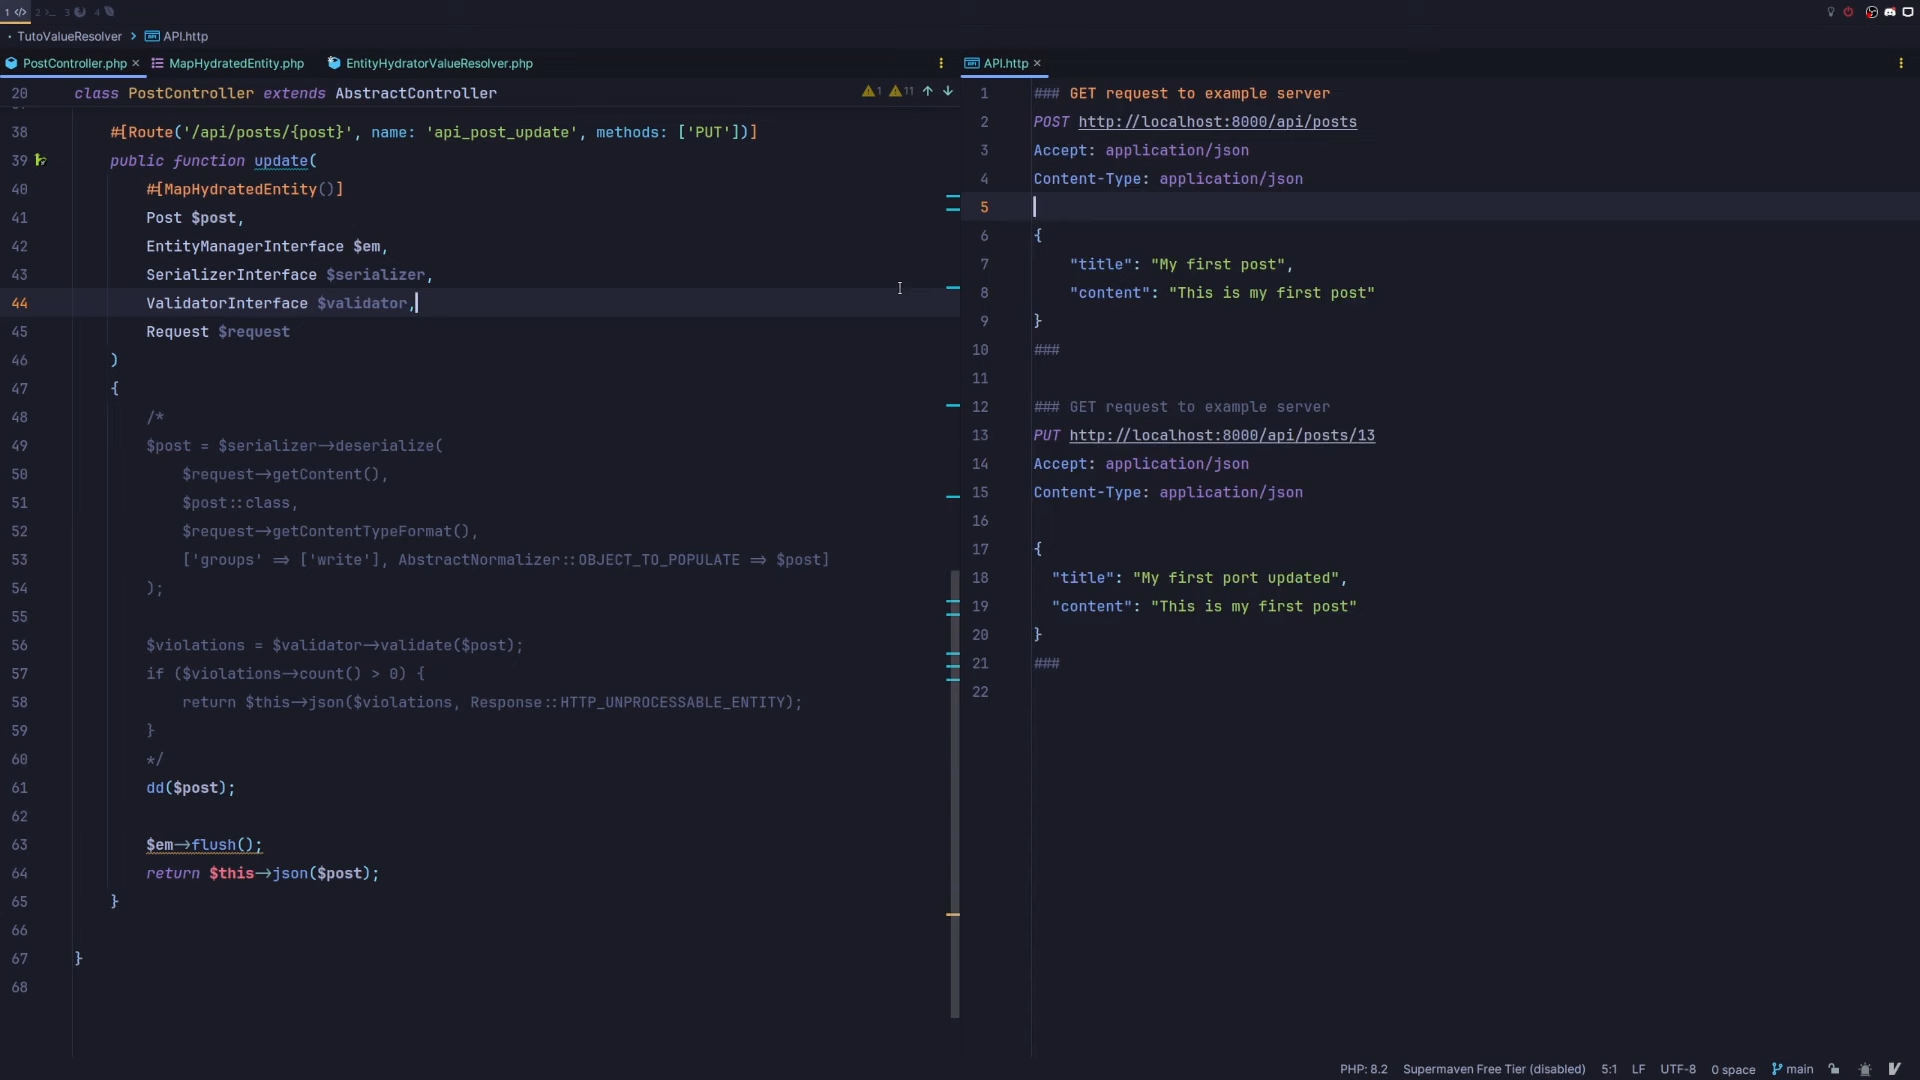 1 2 3 4
TutoValueResolver > API.http
PostController.php × MapHydratedEntity.php EntityHydratorValueResolver.php
API.http ×
20 class PostController extends AbstractController 1 11
38 #[Route('/api/posts/{post}', name: 'api_post_update', methods: ['PUT'])]
39 public function update(
40 #[MapHydratedEntity()]
41 Post $post,
42 EntityManagerInterface $em,
43 SerializerInterface $serializer,
44 ValidatorInterface $validator,
45 Request $request
46 )
47 {
48 /*
49 $post = $serializer->deserialize(
50 $request->getContent(),
51 $post::class,
52 $request->getContentTypeFormat(),
53 ['groups' => ['write'], AbstractNormalizer::OBJECT_TO_POPULATE => $post]
54 );
55
56 $violations = $validator->validate($post);
57 if ($violations->count() > 0) {
58 return $this->json($violations, Response::HTTP_UNPROCESSABLE_ENTITY);
59 }
60 */
61 dd($post);
62
63 $em->flush();
64 return $this->json($post);
65 }
66
67 }
68
1 ### GET request to example server
2 POST http://localhost:8000/api/posts
3 Accept: application/json
4 Content-Type: application/json
5
6 {
7 "title": "My first post",
8 "content": "This is my first post"
9 }
10 ###
11
12 ### GET request to example server
13 PUT http://localhost:8000/api/posts/13
14 Accept: application/json
15 Content-Type: application/json
16
17 {
18 "title": "My first port updated",
19 "content": "This is my first post"
20 }
21 ###
22
PHP: 8.2 Supermaven Free Tier (disabled) 5:1 LF UTF-8 0 space main